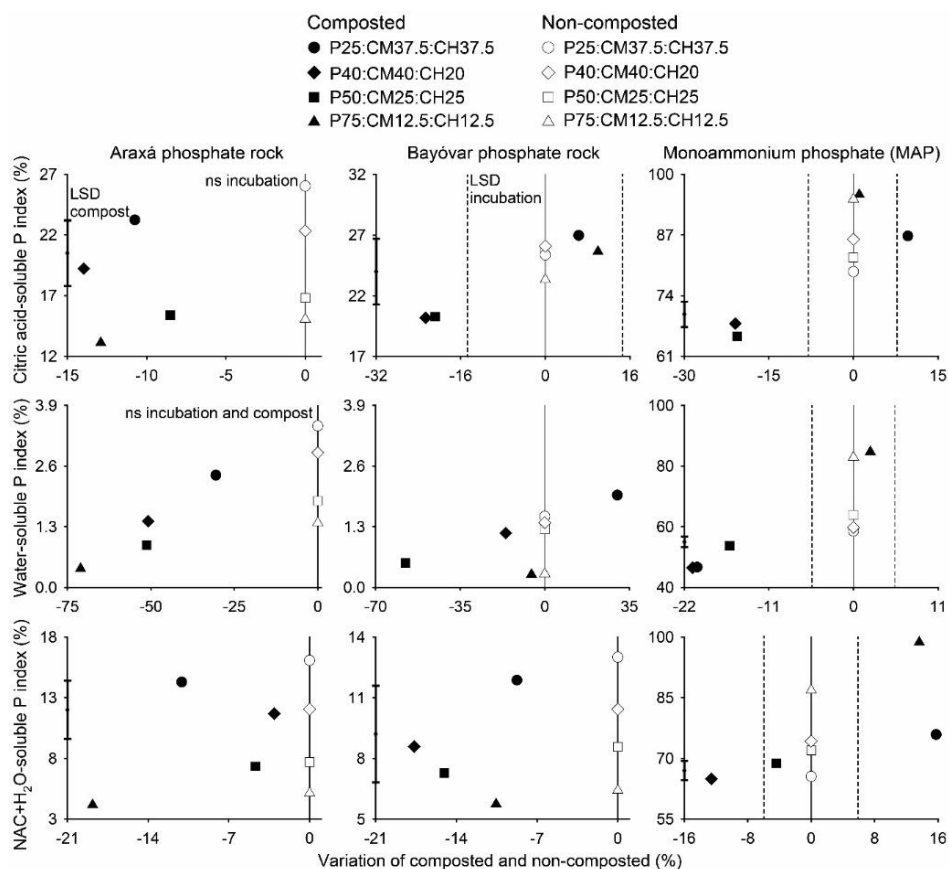 Composted Non-composted
P25:CM37.5:CH37.5 P25:CM37.5:CH37.5
P40:CM40:CH20 P40:CM40:CH20
P50:CM25:CH25 P50:CM25:CH25
P75:CM12.5:CH12.5 P75:CM12.5:CH12.5
Araxá phosphate rock Bayóvar phosphate rock Monoammonium phosphate (MAP)
Citric acid-soluble P index (%)
27 22 17 12
LSD compost
ns incubation
-15 -10 -5 0
32 27 22 17
LSD incubation
-32 -16 0 16
100 87 74 61
-30 -15 0 15
Water-soluble P index (%)
3.9 2.6 1.3 0.0
ns incubation and compost
-75 -50 -25 0
3.9 2.6 1.3 0.0
-70 -35 0 35
100 80 60 40
-22 -11 0 11
NAC+H2O-soluble P index (%)
18 13 8 3
-21 -14 -7 0
14 11 8 5
-21 -14 -7 0
100 85 70 55
-16 -8 0 8 16
Variation of composted and non-composted (%)